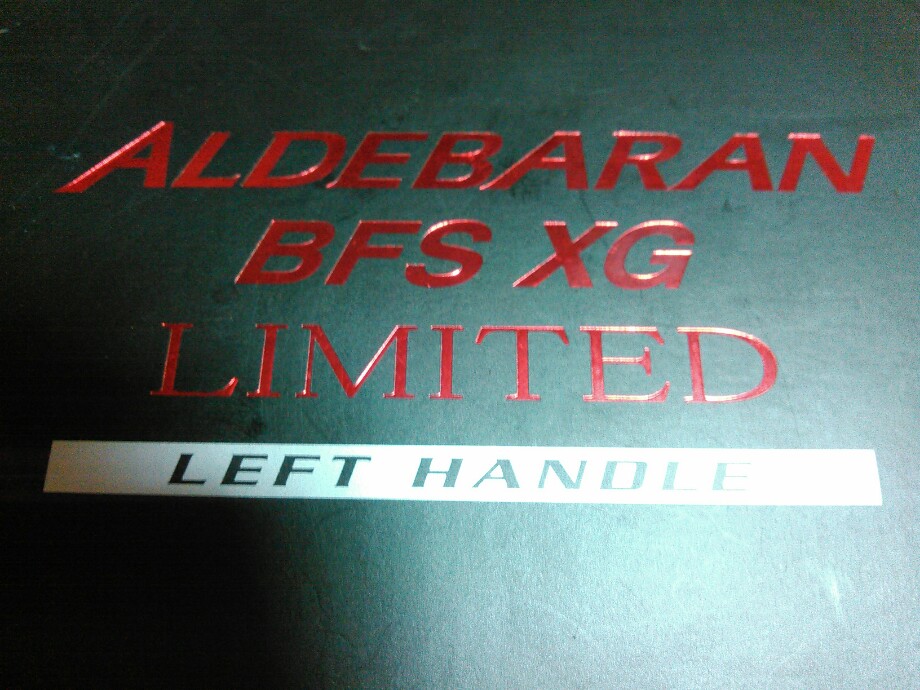 ALDEBARAN
BFS XG
LIMITED
LEFT HANDLE